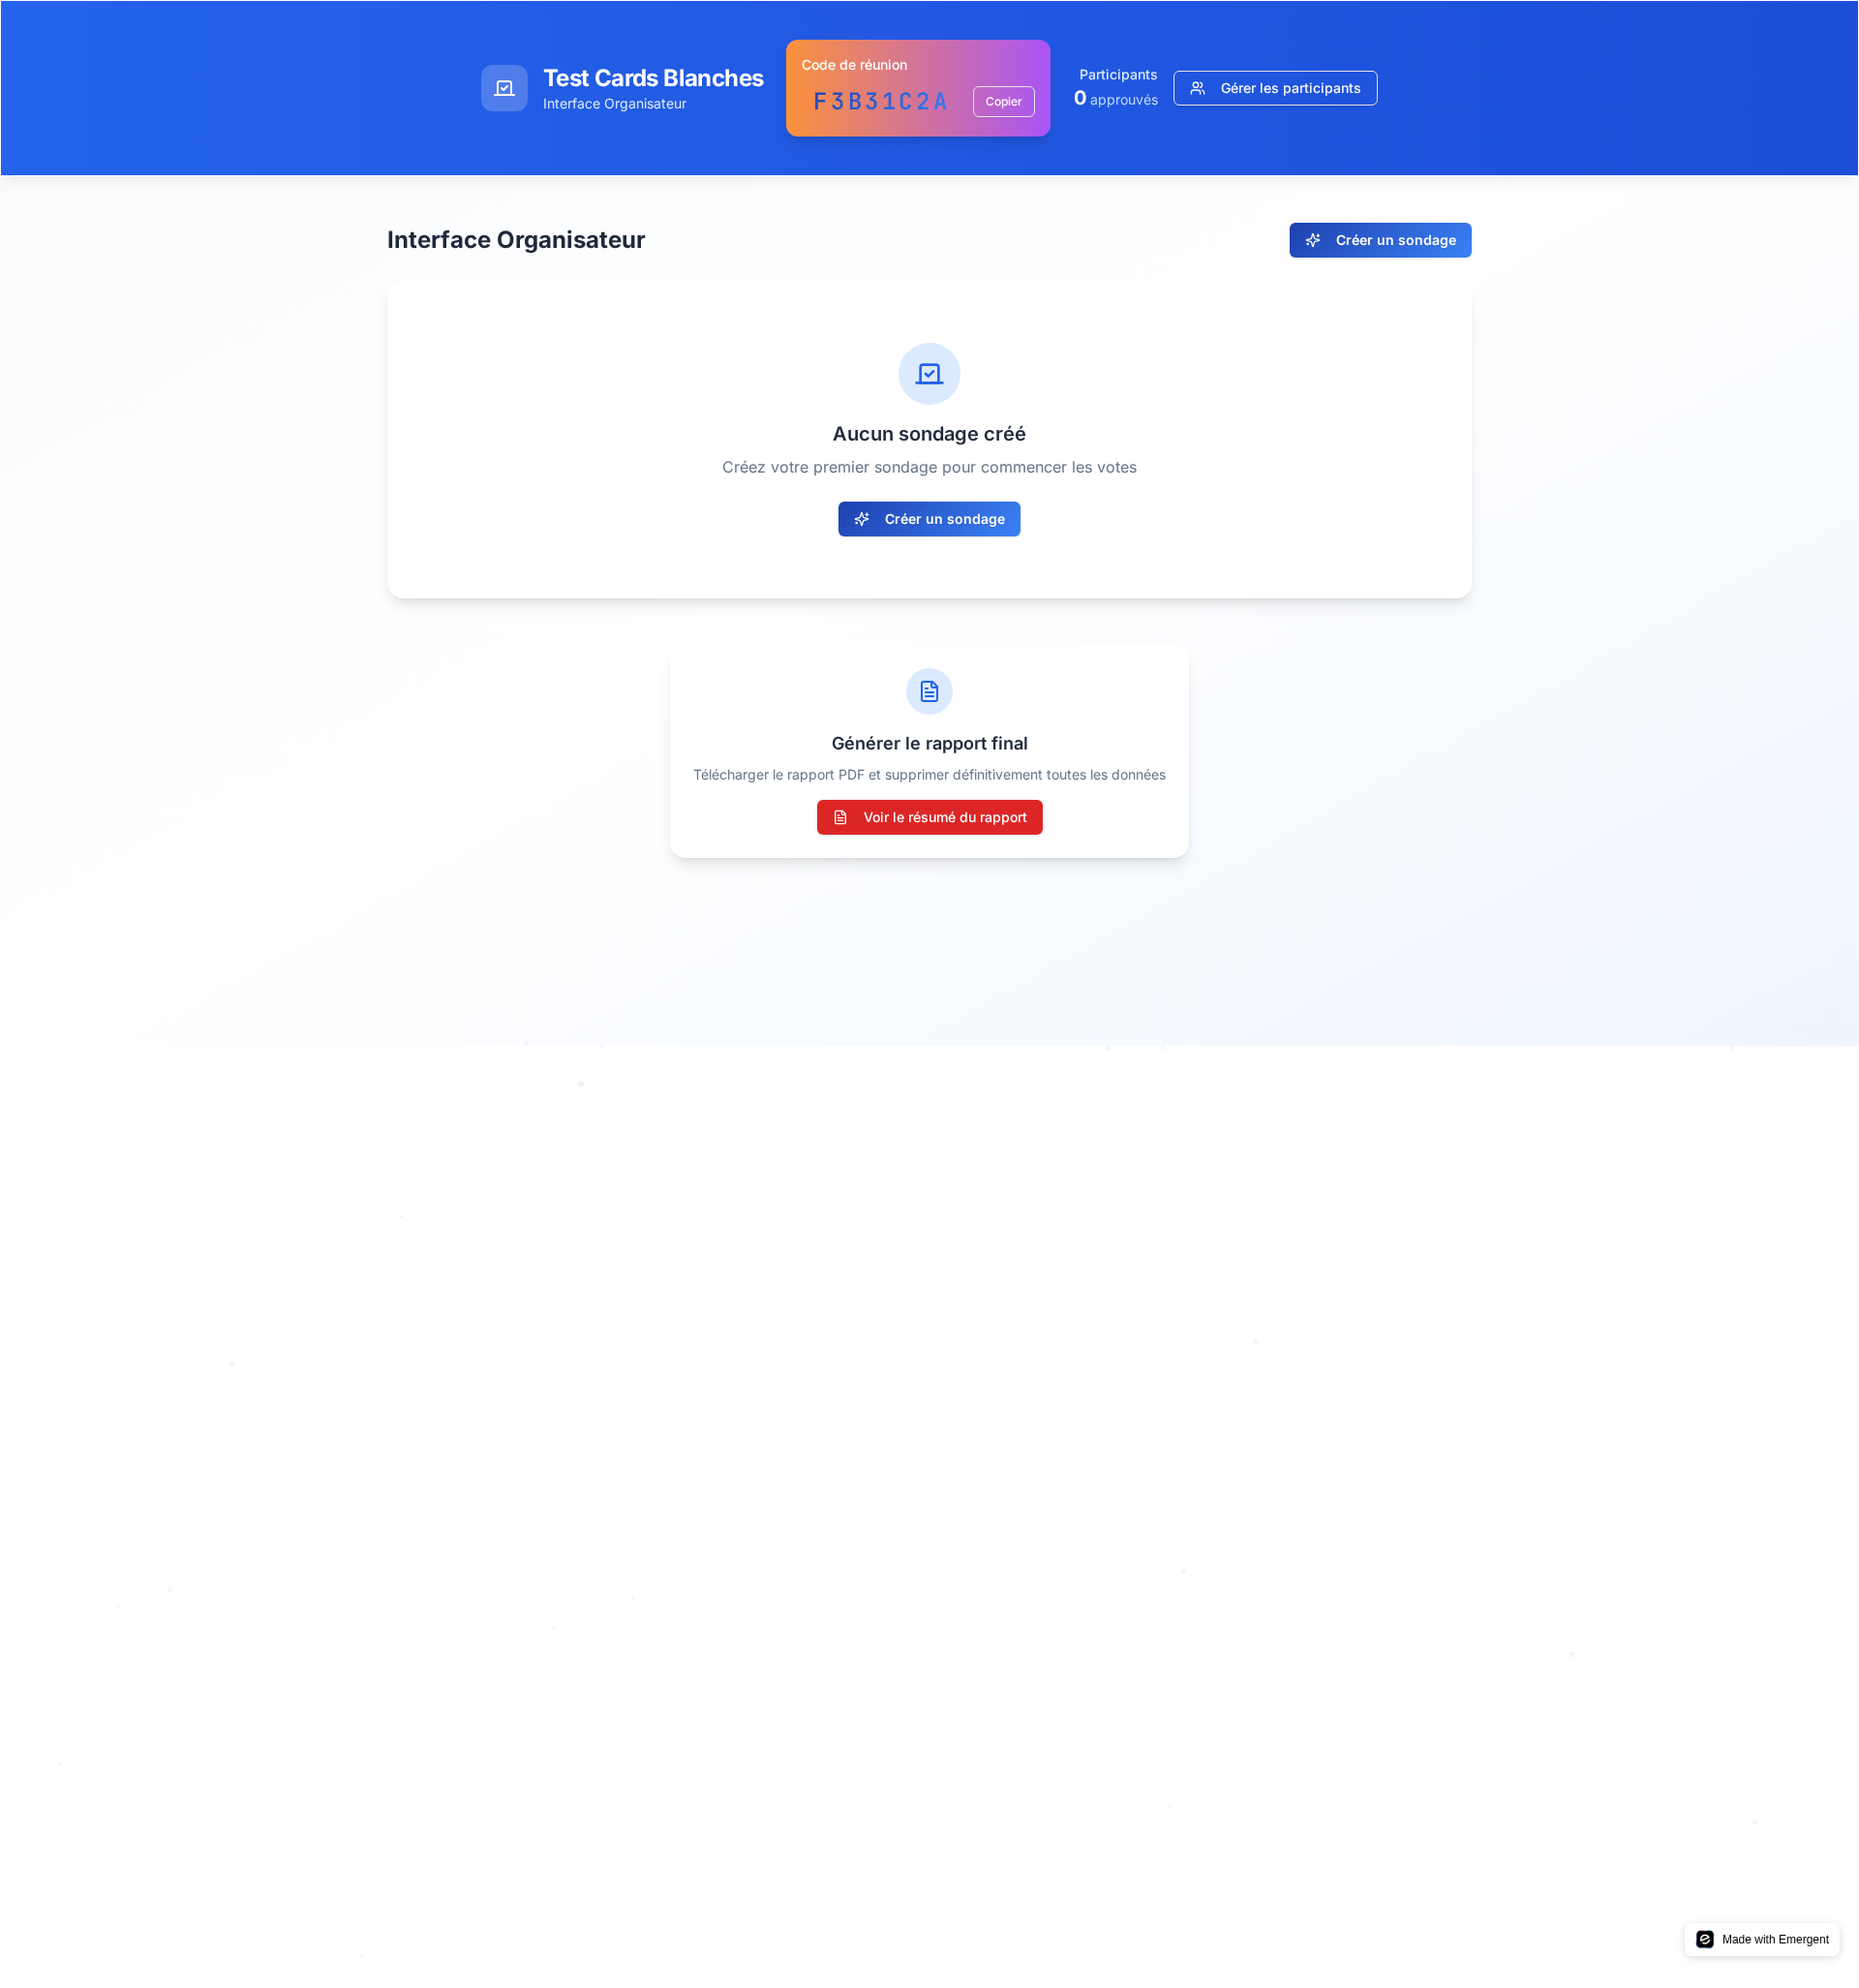 Test Cards Blanches
Interface Organisateur
Code de réunion
F3B31C2A
Copier
Participants
0 approuvés
Gérer les participants
Interface Organisateur
Créer un sondage
Aucun sondage créé
Créez votre premier sondage pour commencer les votes
Créer un sondage
Générer le rapport final
Télécharger le rapport PDF et supprimer définitivement toutes les données
Voir le résumé du rapport
Made with Emergent